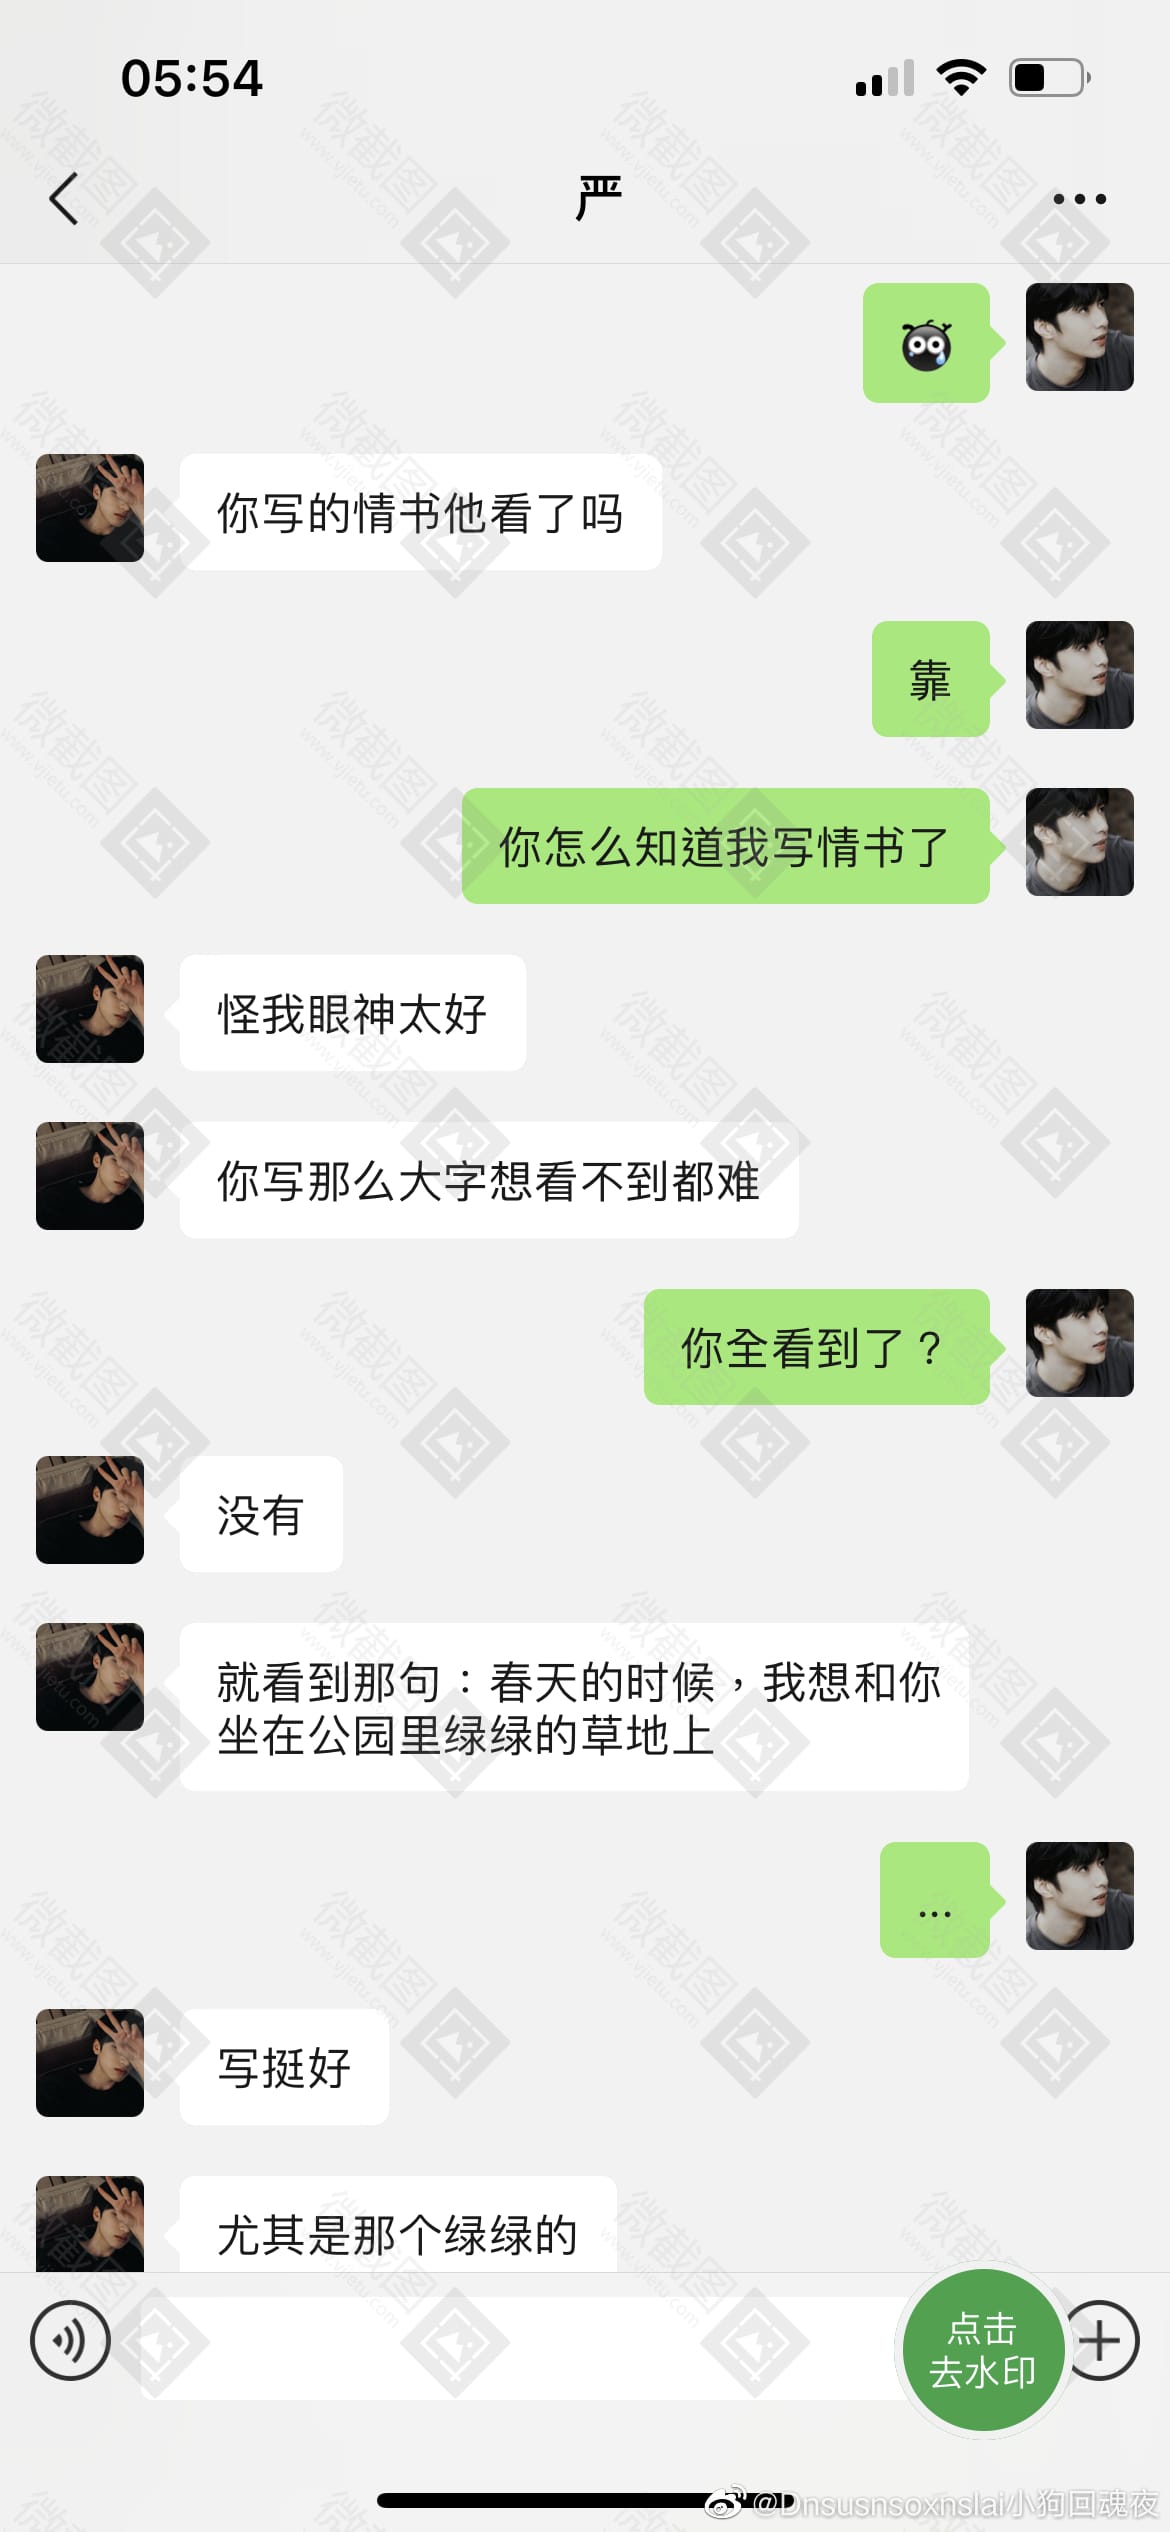 05:54
严
你写的情书他看了吗
靠
你怎么知道我写情书了
怪我眼神太好
你写那么大字想看不到都难
你全看到了？
没有
就看到那句：春天的时候，我想和你
坐在公园里绿绿的草地上
...
写挺好
尤其是那个绿绿的
点击
去水印
@Dnsusnsoxnslai小狗回魂夜
微截图
www.vjietu.com